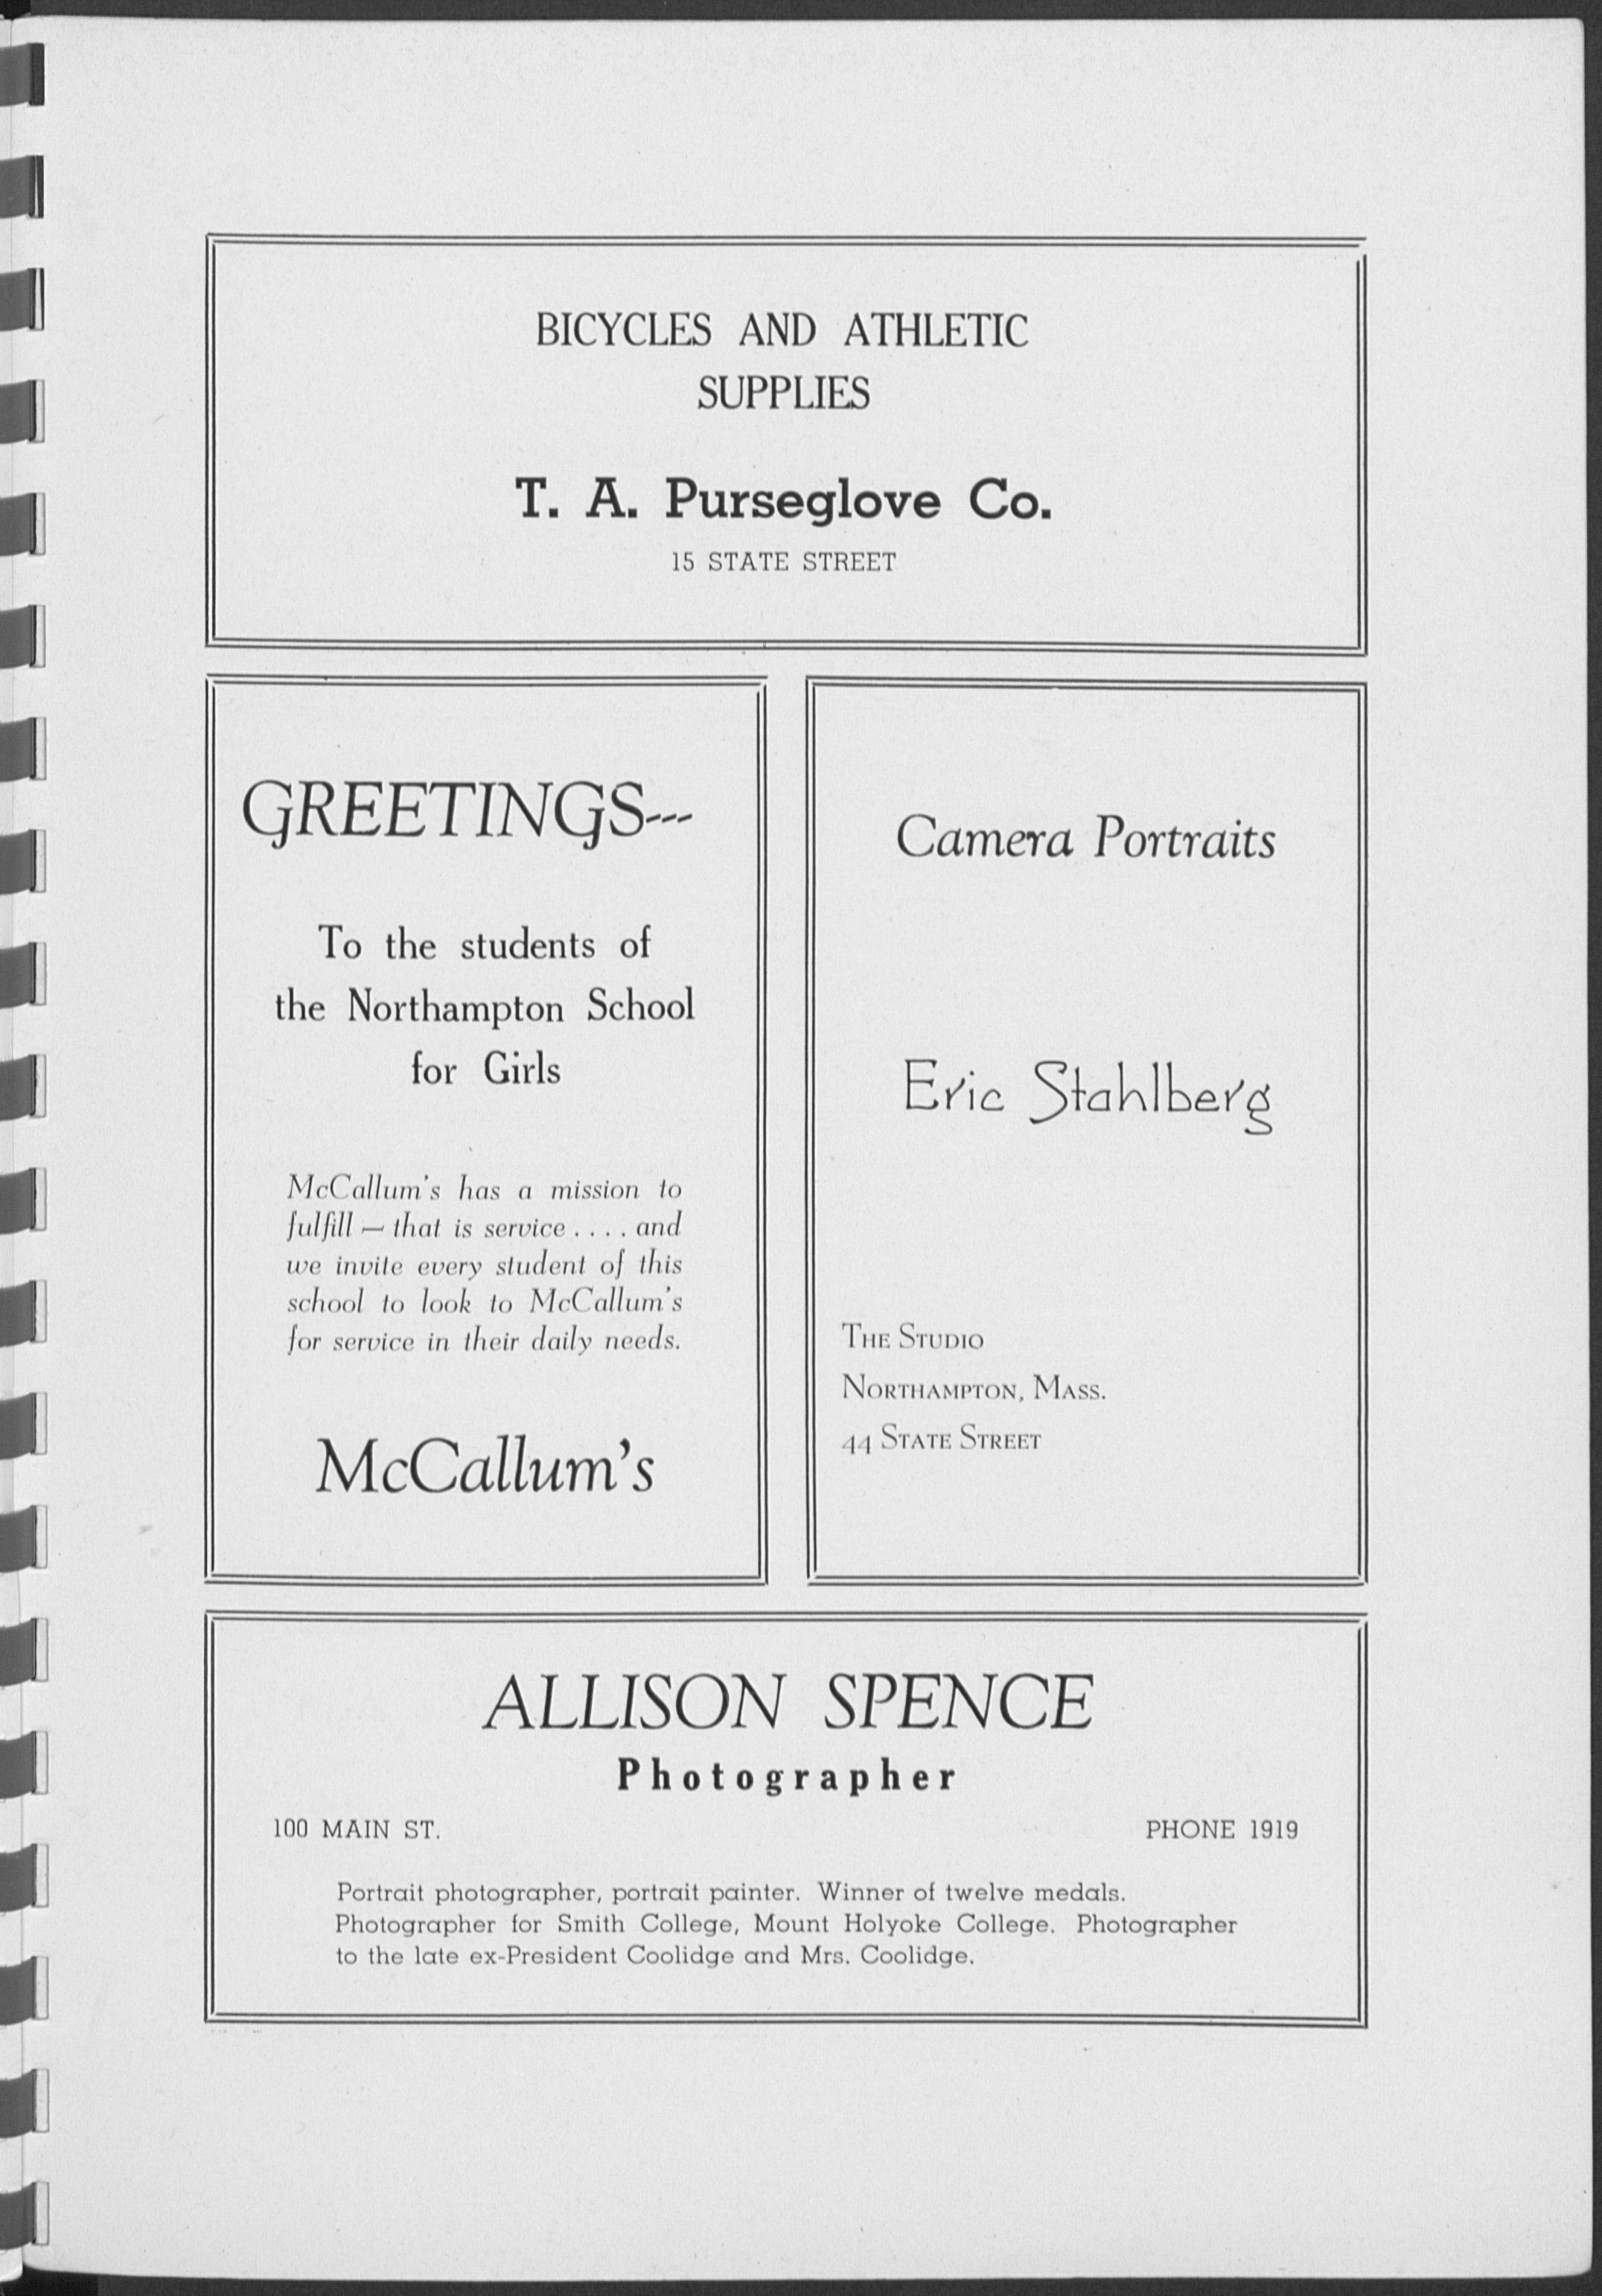 BICYCLES AND ATHLETIC
SUPPLIES
T. A. Purseglove Co.
15 STATE STREET
GREETINGS---
To the students of
the Northampton School
for Girls
McCallum's has a mission to
fulfill — that is service . . . . and
we invite every student of this
school to look to McCallum's
for service in their daily needs.
McCallum's
Camera Portraits
Eric Stahlberg
THE STUDIO
NORTHAMPTON, MASS.
44 STATE STREET
ALLISON SPENCE
Photographer
100 MAIN ST. PHONE 1919
Portrait photographer, portrait painter. Winner of twelve medals.
Photographer for Smith College, Mount Holyoke College. Photographer
to the late ex-President Coolidge and Mrs. Coolidge.